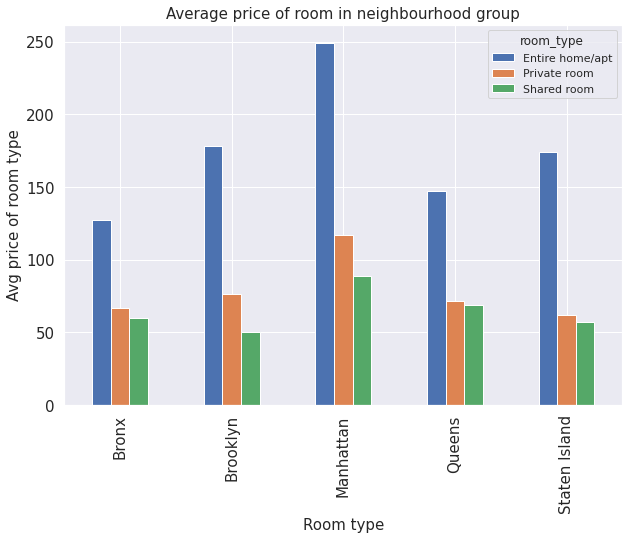 Average price of room in neighbourhood group
Avg price of room type
250
200
150
100
50
0
room_type
Entire home/apt
Private room
Shared room
Bronx
Brooklyn
Manhattan
Queens
Staten Island
Room type